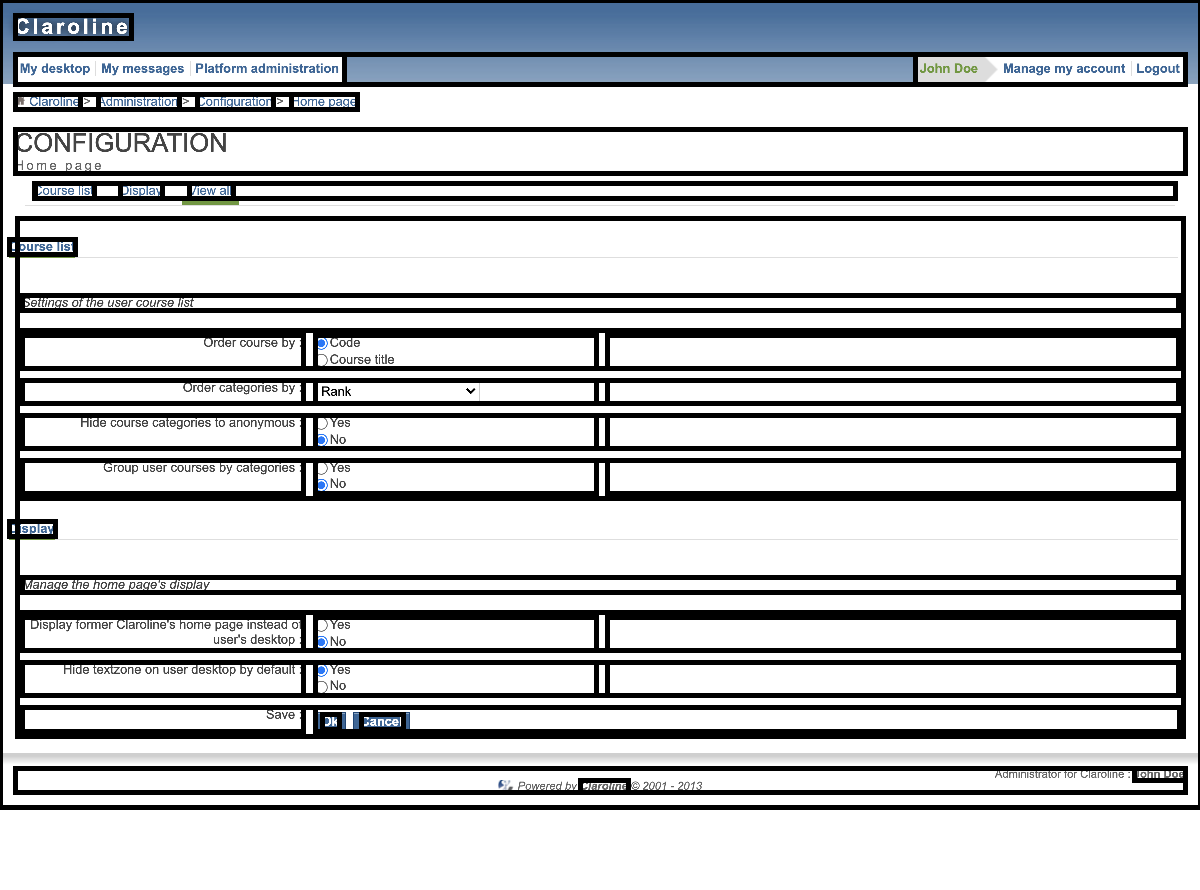 Claroline
My desktop My messages Platform administration John Doe Manage my account Logout
Claroline > Administration > Configuration > Home page
CONFIGURATION
Home page
Course list Display View all
Course list
Settings of the user course list
Order course by : Code
Course title
Order categories by : Rank
Hide course categories to anonymous : Yes
No
Group user courses by categories : Yes
No
Display
Manage the home page's display
Display former Claroline's home page instead of user's desktop : Yes
No
Hide textzone on user desktop by default : Yes
No
Save : Ok Cancel
Administrator for Claroline : John Doe
Powered by Claroline © 2001 - 2013